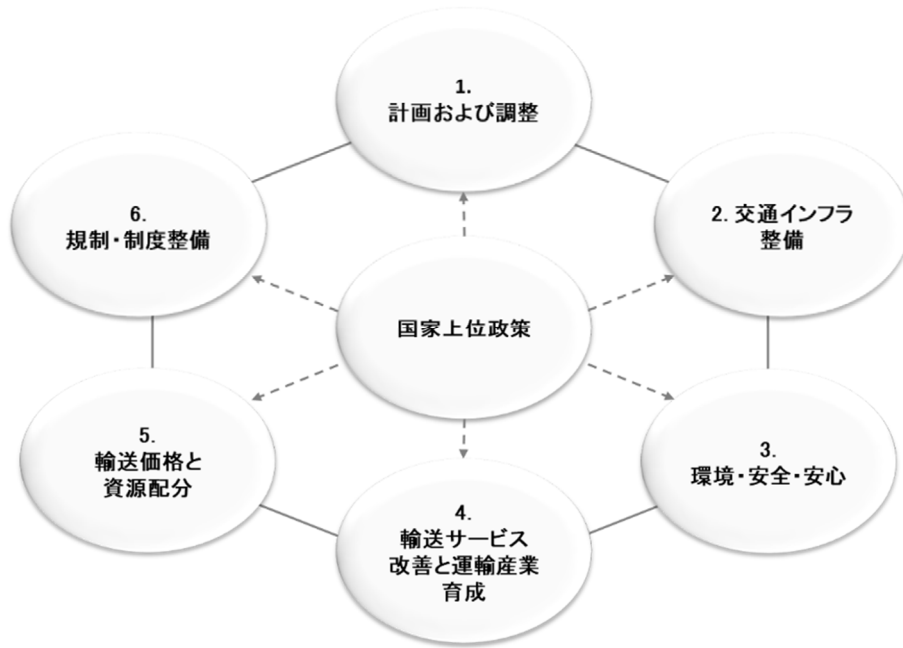 1.
計画および調整
6.
規制・制度整備
2. 交通インフラ
整備
国家上位政策
5.
輸送価格と
資源配分
3.
環境・安全・安心
4.
輸送サービス
改善と運輸産業
育成